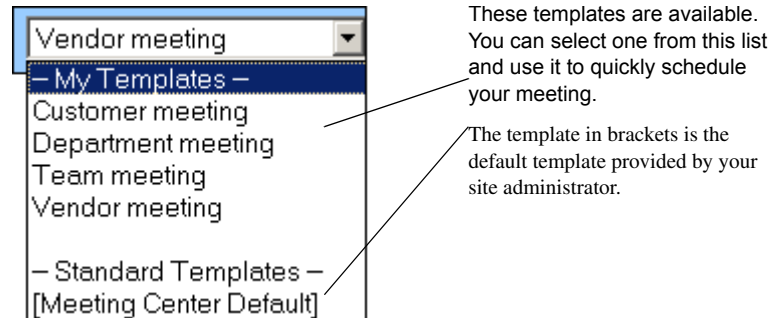 Vendor meeting
– My Templates –
Customer meeting
Department meeting
Team meeting
Vendor meeting
– Standard Templates –
[Meeting Center Default]
These templates are available.
You can select one from this list
and use it to quickly schedule
your meeting.
The template in brackets is the
default template provided by your
site administrator.